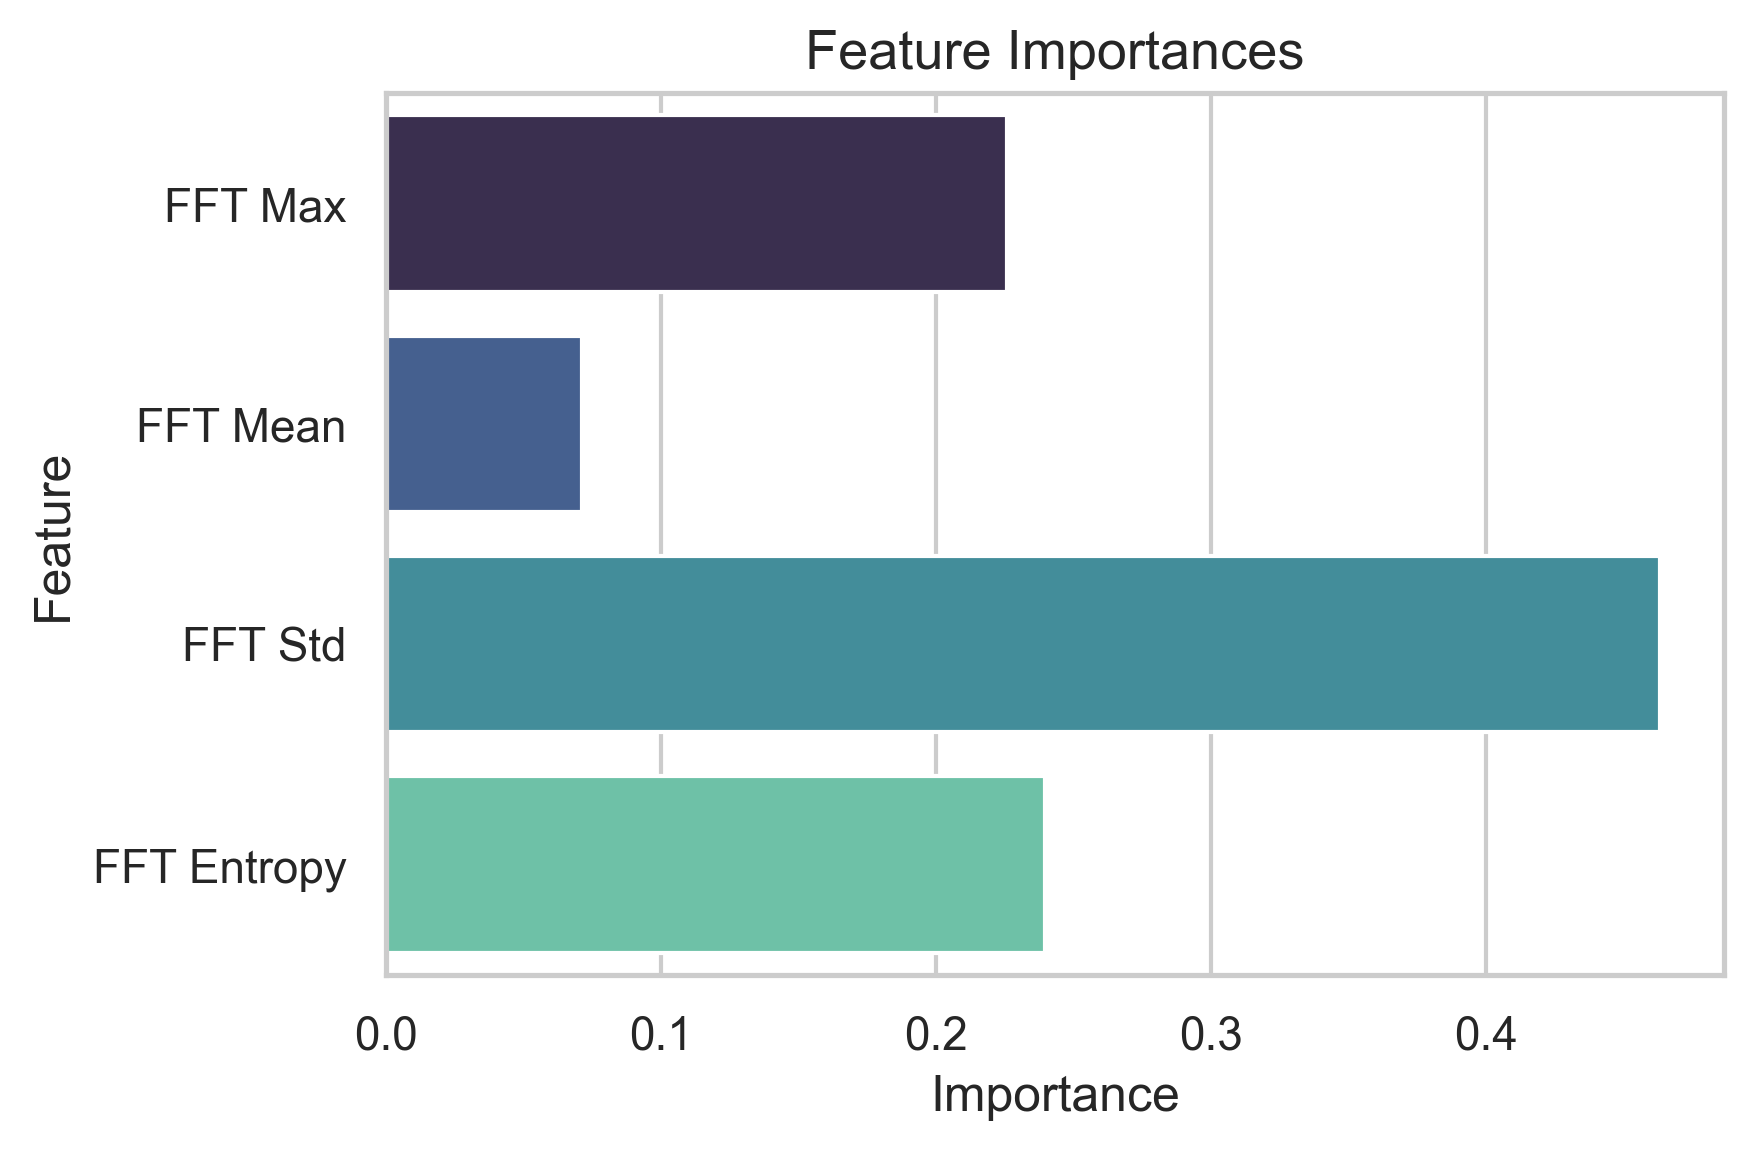 Feature Importances
FFT Max
FFT Mean
FFT Std
FFT Entropy
Feature
0.0 0.1 0.2 0.3 0.4
Importance